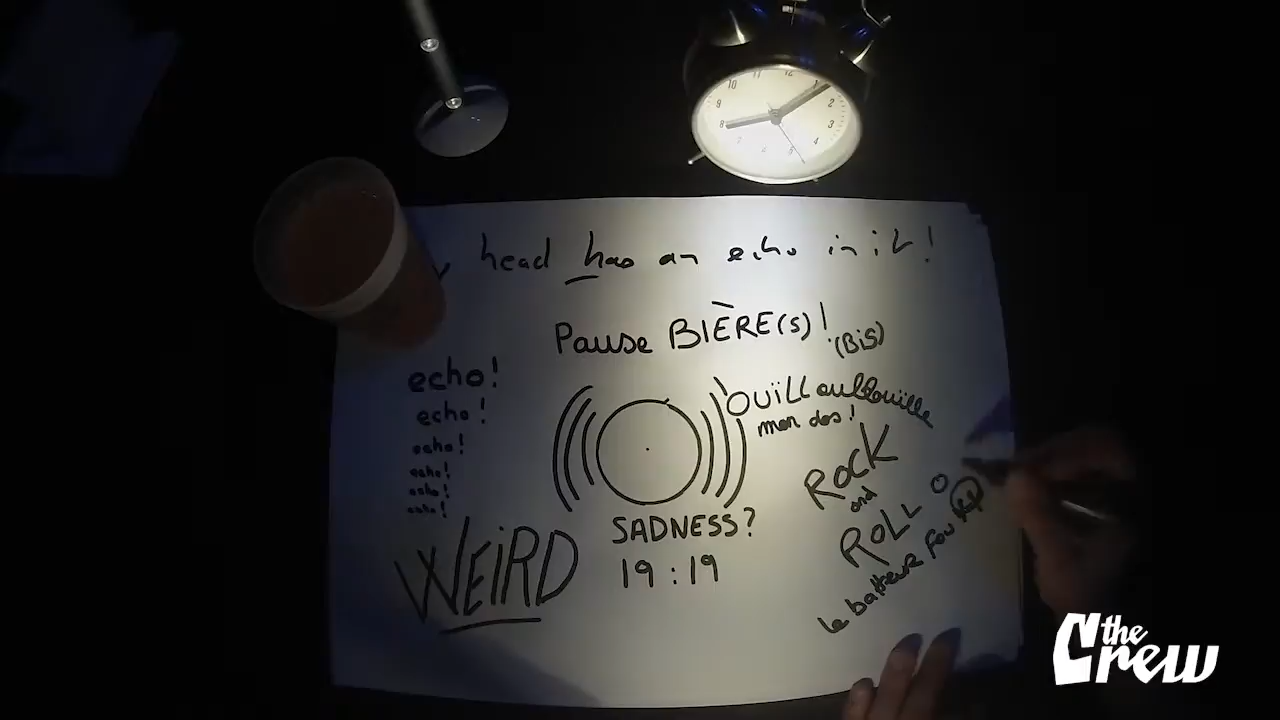 head has an echo in it!
Pause BIÈRE(s)!
(BiS)
echo!
echo!
echo!
echo!
echo!
echo!
mon dos!
ROCK
and
ROLL
le batteur Fou
WEIRD
SADNESS?
19:19
the
Crew